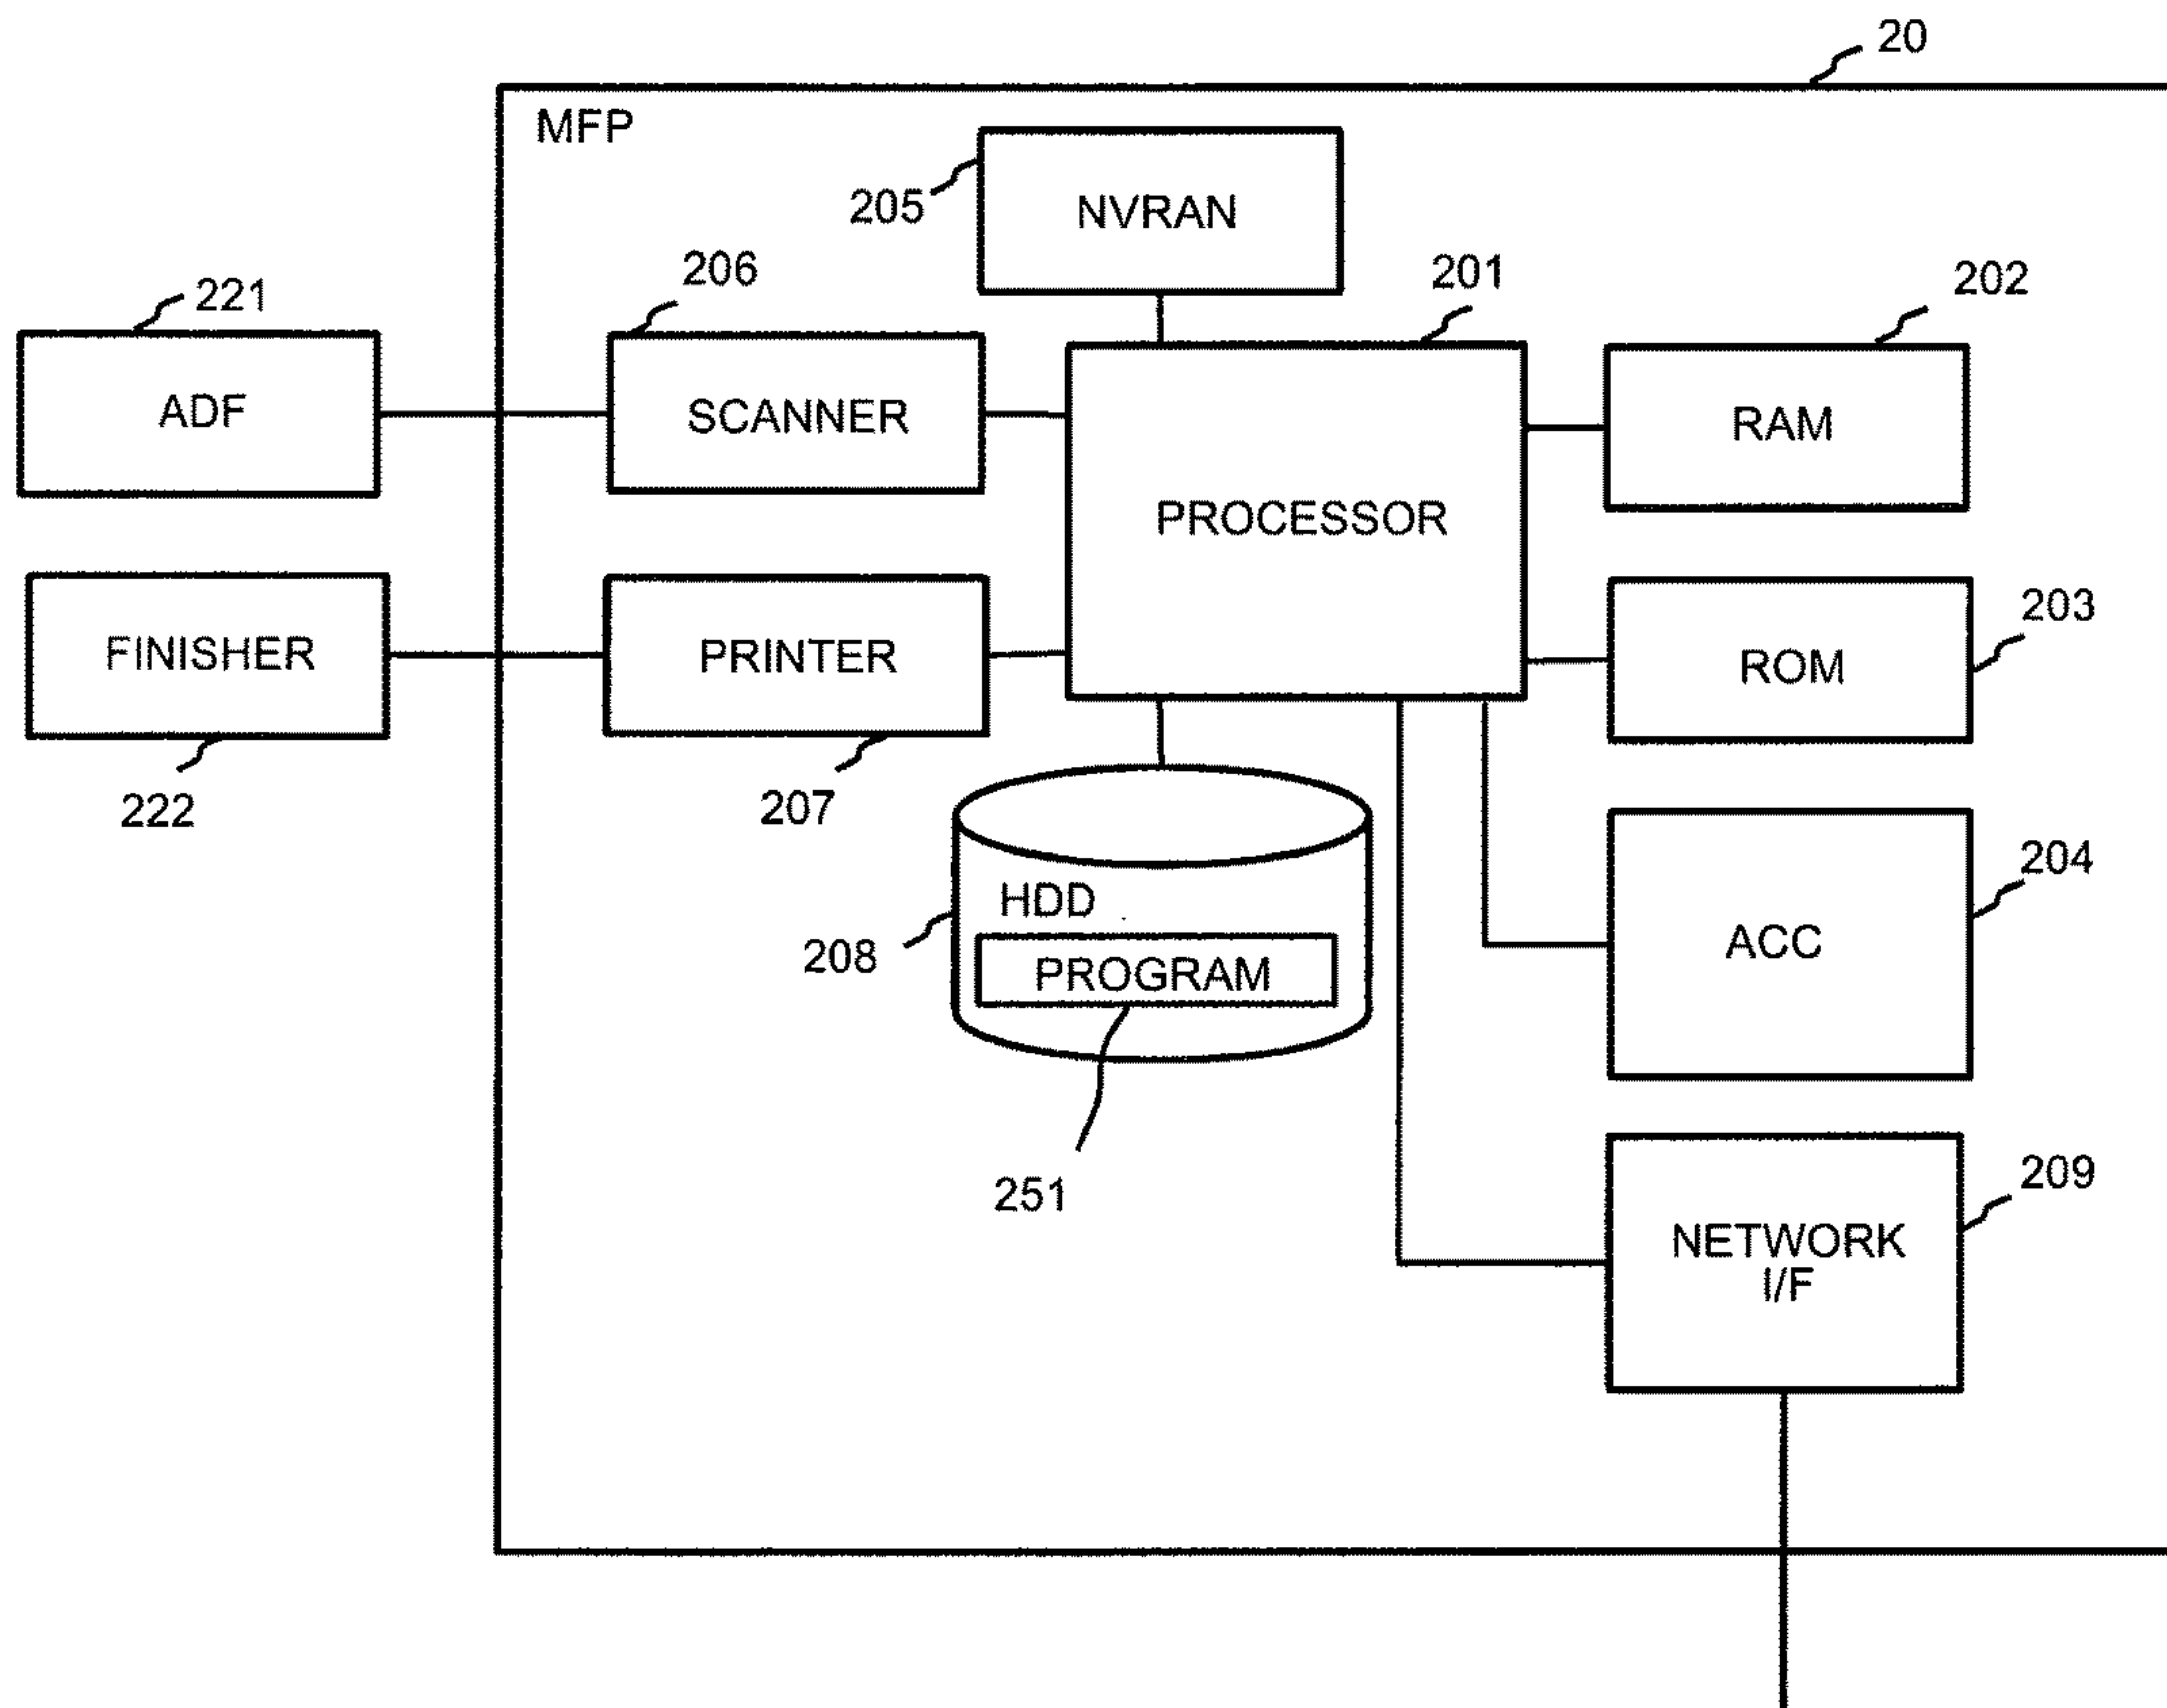 20
MFP
205
NVRAN
206
201
202
221
ADF
SCANNER
PROCESSOR
RAM
FINISHER
222
PRINTER
207
ROM
203
HDD
208
PROGRAM
251
ACC
204
NETWORK
I/F
209